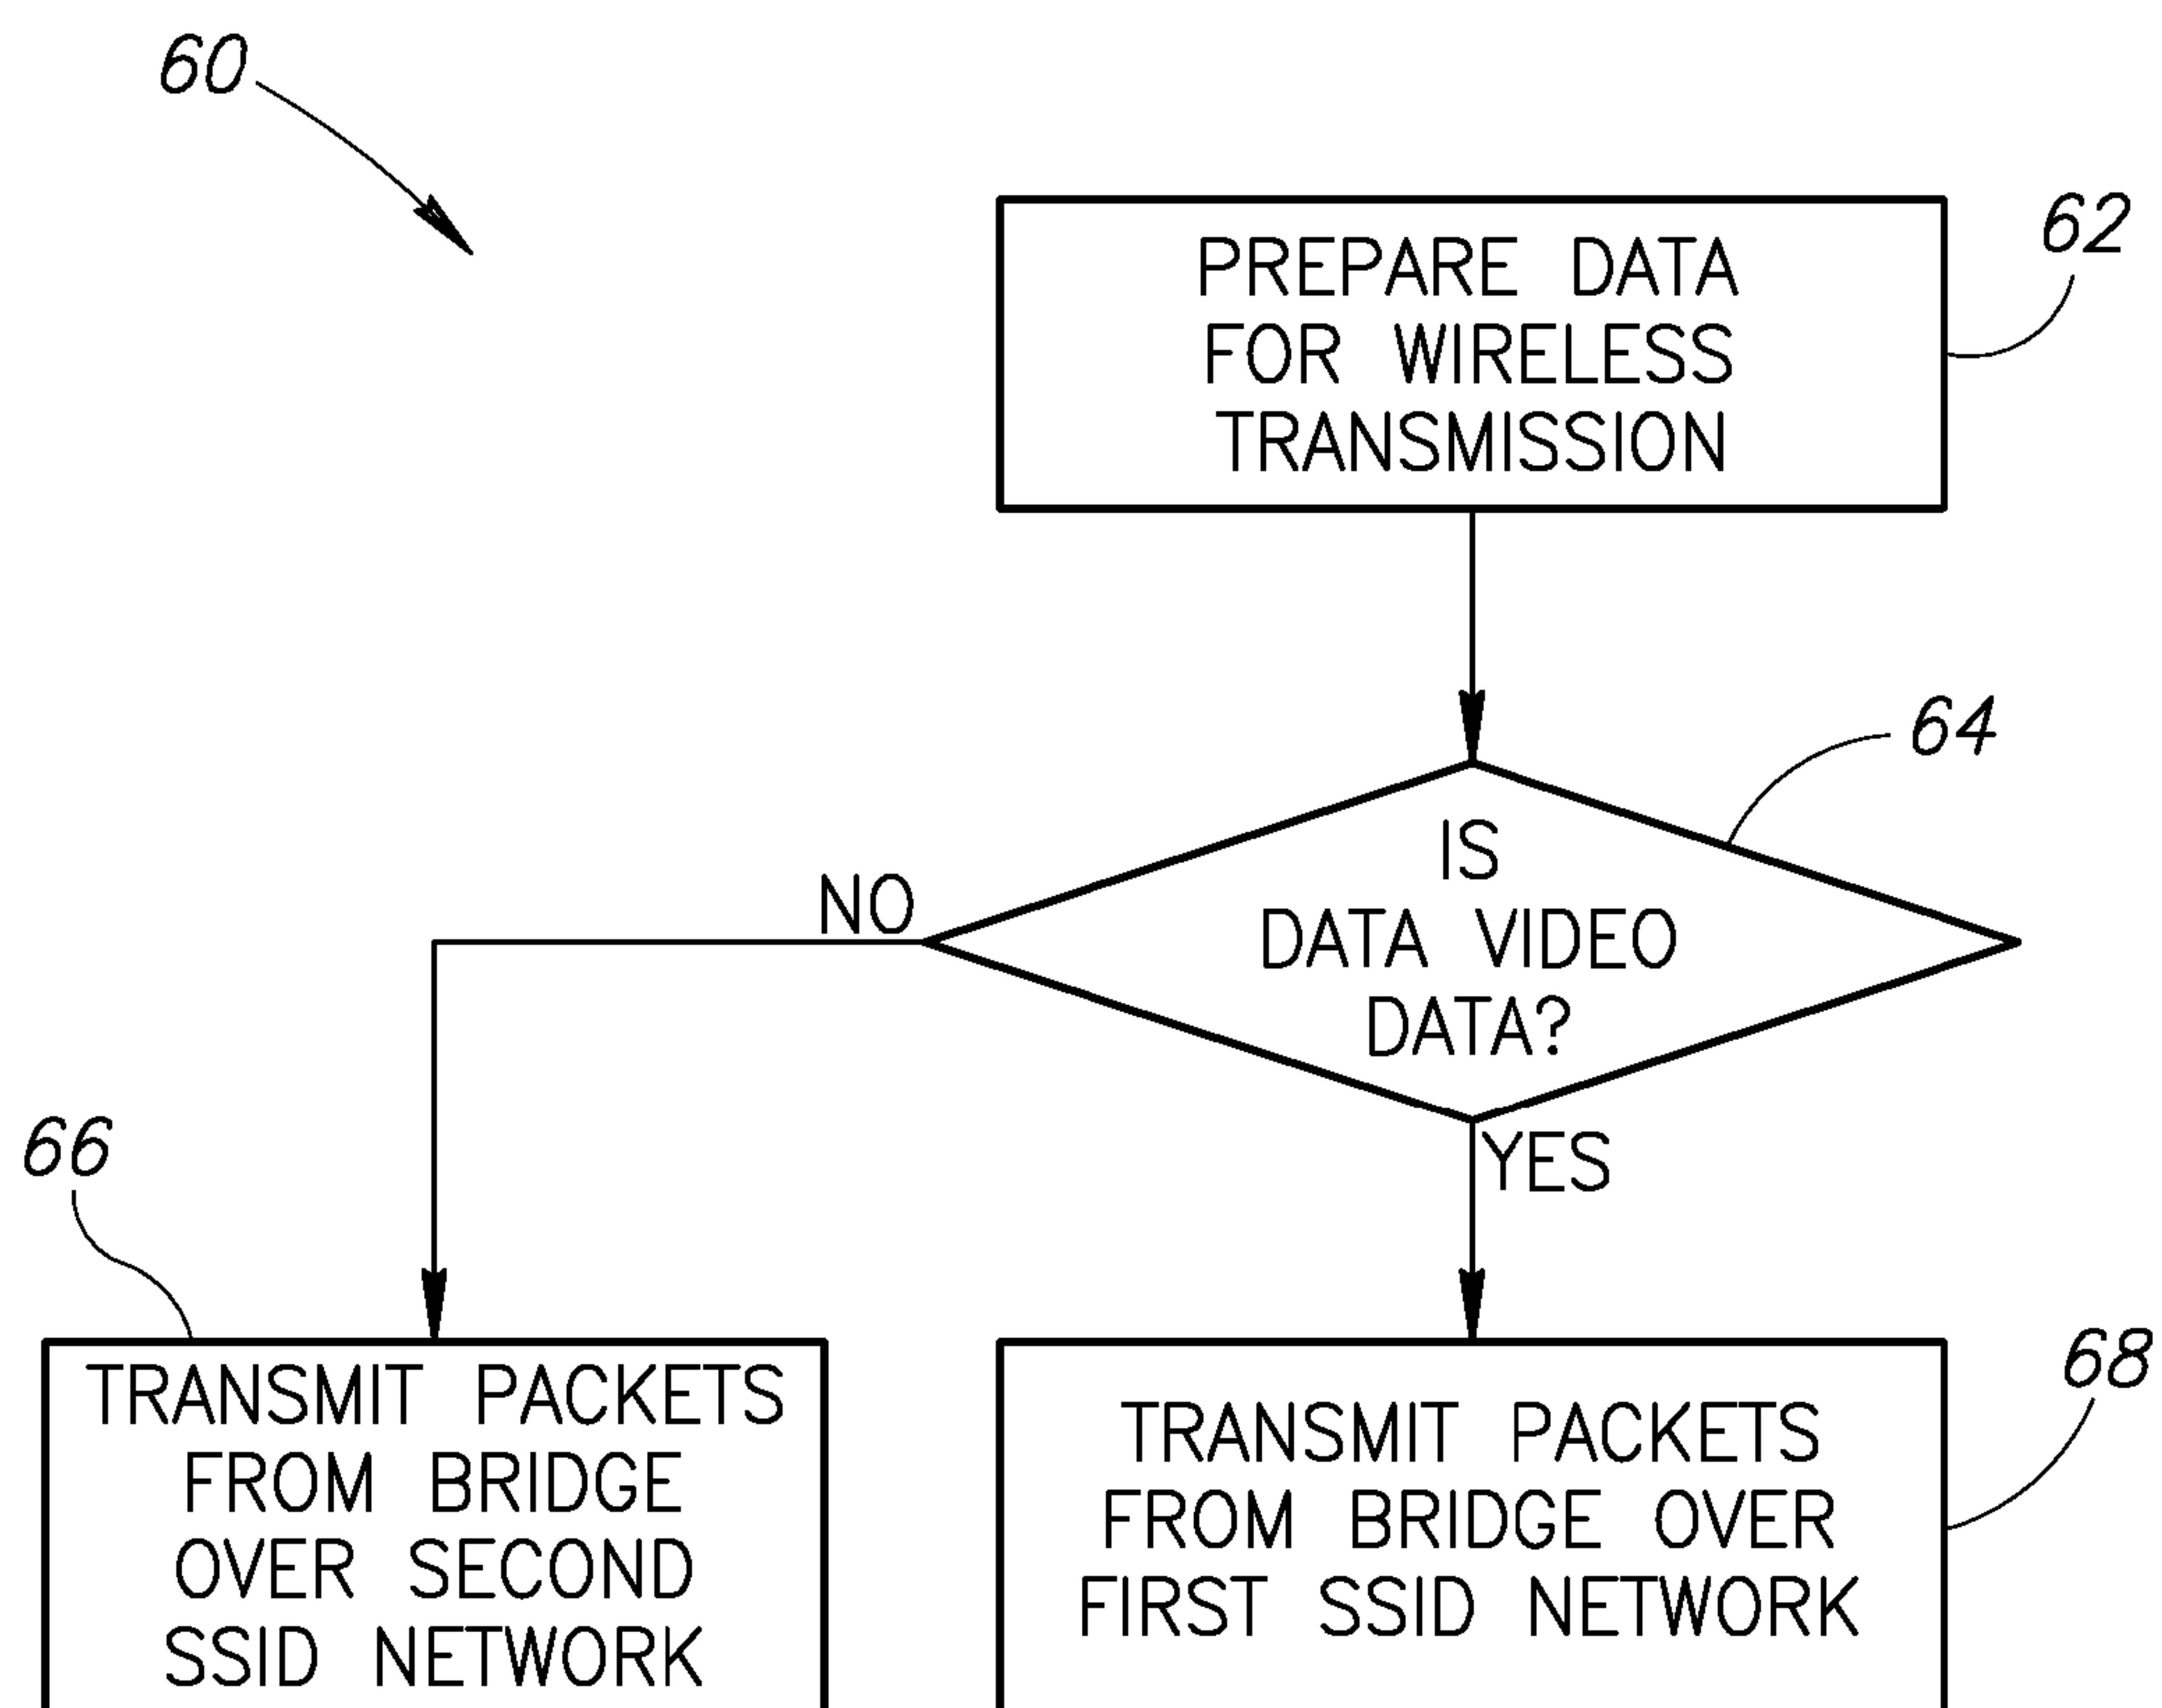 60
PREPARE DATA
FOR WIRELESS
TRANSMISSION
62
64
IS
DATA VIDEO
DATA?
NO
YES
66
TRANSMIT PACKETS
FROM BRIDGE
OVER SECOND
SSID NETWORK
68
TRANSMIT PACKETS
FROM BRIDGE OVER
FIRST SSID NETWORK